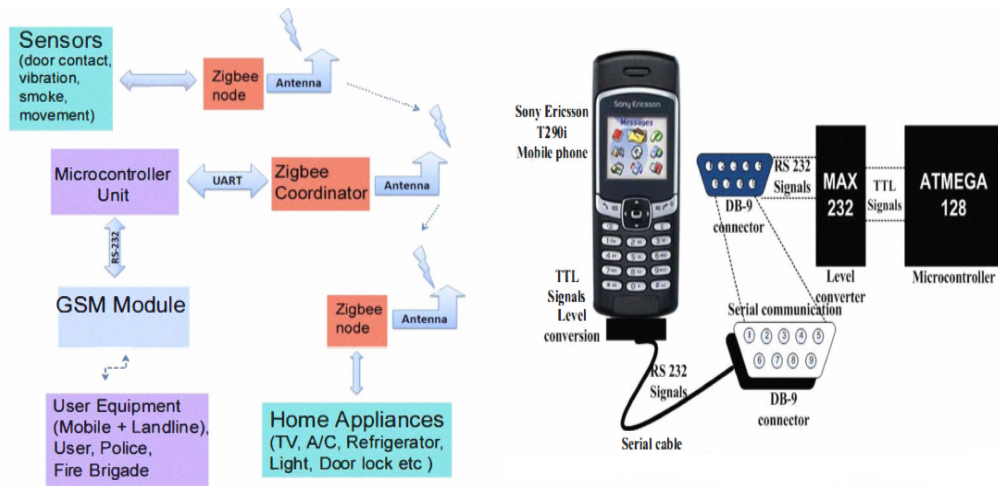 Sensors
(door contact,
vibration,
smoke,
movement)
Zigbee
node
Antenna
Microcontroller
Unit
UART
Zigbee
Coordinator
Antenna
RS-232
GSM Module
Zigbee
node
Antenna
User Equipment
(Mobile + Landline),
User, Police,
Fire Brigade
Home Appliances
(TV, A/C, Refrigerator,
Light, Door lock etc )
Sony Ericsson
T290i
Mobile phone
Sony Ericsson
Messages
TTL
Signals
Level
conversion
RS 232
Signals
Serial cable
DB-9
connector
RS 232
Signals
MAX
232
Level
converter
TTL
Signals
ATMEGA
128
Microcontroller
Serial communication
1 2 3 4 5
6 7 8 9
DB-9
connector